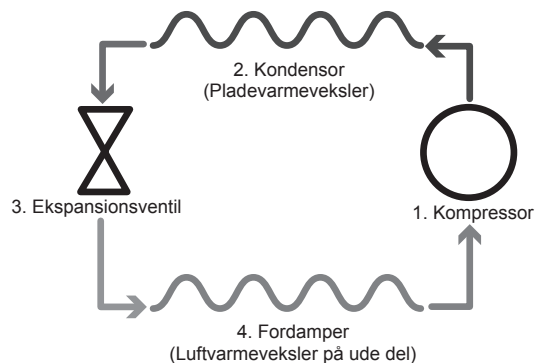 2. Kondensor
(Pladevarmeveksler)
3. Ekspansionsventil
1. Kompressor
4. Fordamper
(Luftvarmeveksler på ude del)